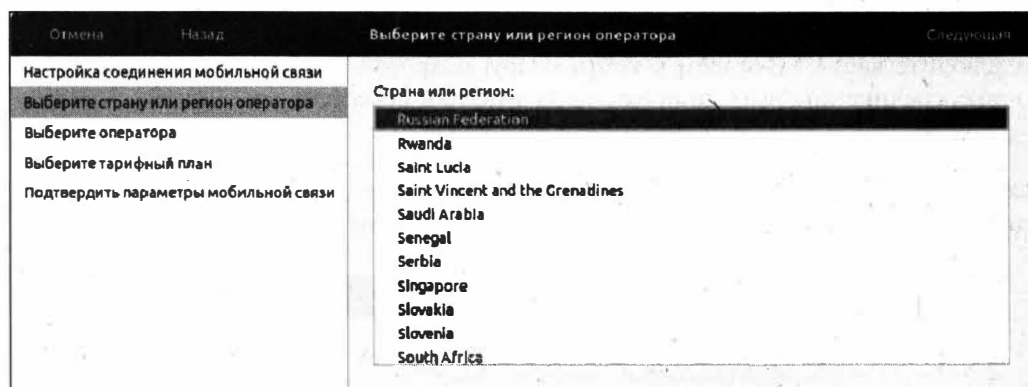 Отмена
Назад
Выберите страну или регион оператора
Следующая
Настройка соединения мобильной связи
Выберите страну или регион оператора
Выберите оператора
Выберите тарифный план
Подтвердить параметры мобильной связи
Страна или регион:
Russian Federation
Rwanda
Saint Lucia
Saint Vincent and the Grenadines
Saudi Arabia
Senegal
Serbia
Singapore
Slovakia
Slovenia
South Africa